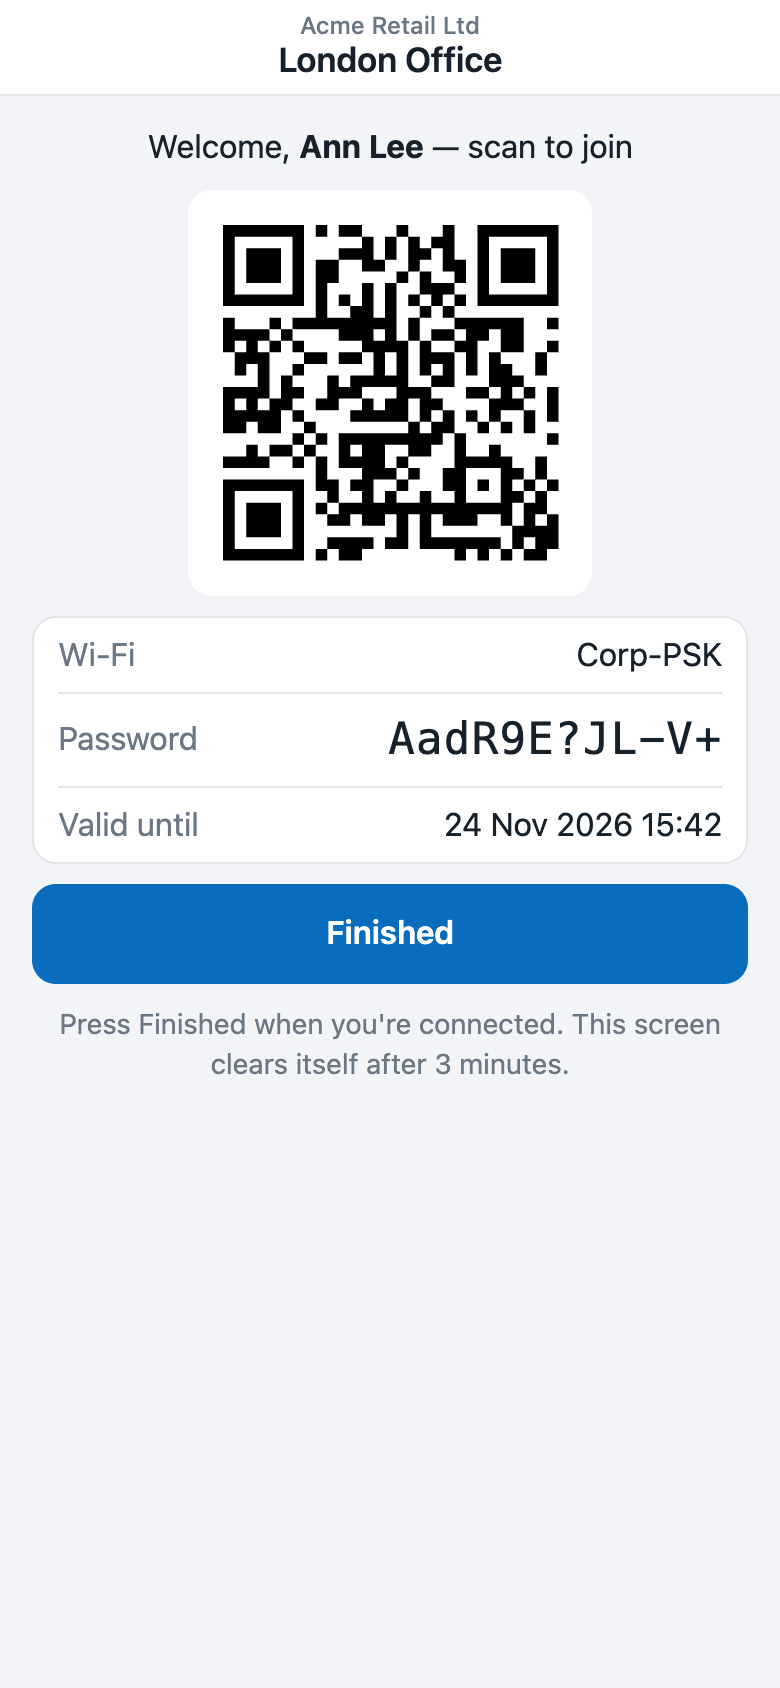 Acme Retail Ltd
London Office
Welcome, Ann Lee — scan to join
Wi-Fi Corp-PSK
Password AadR9E?JL-V+
Valid until 24 Nov 2026 15:42
Finished
Press Finished when you're connected. This screen
clears itself after 3 minutes.